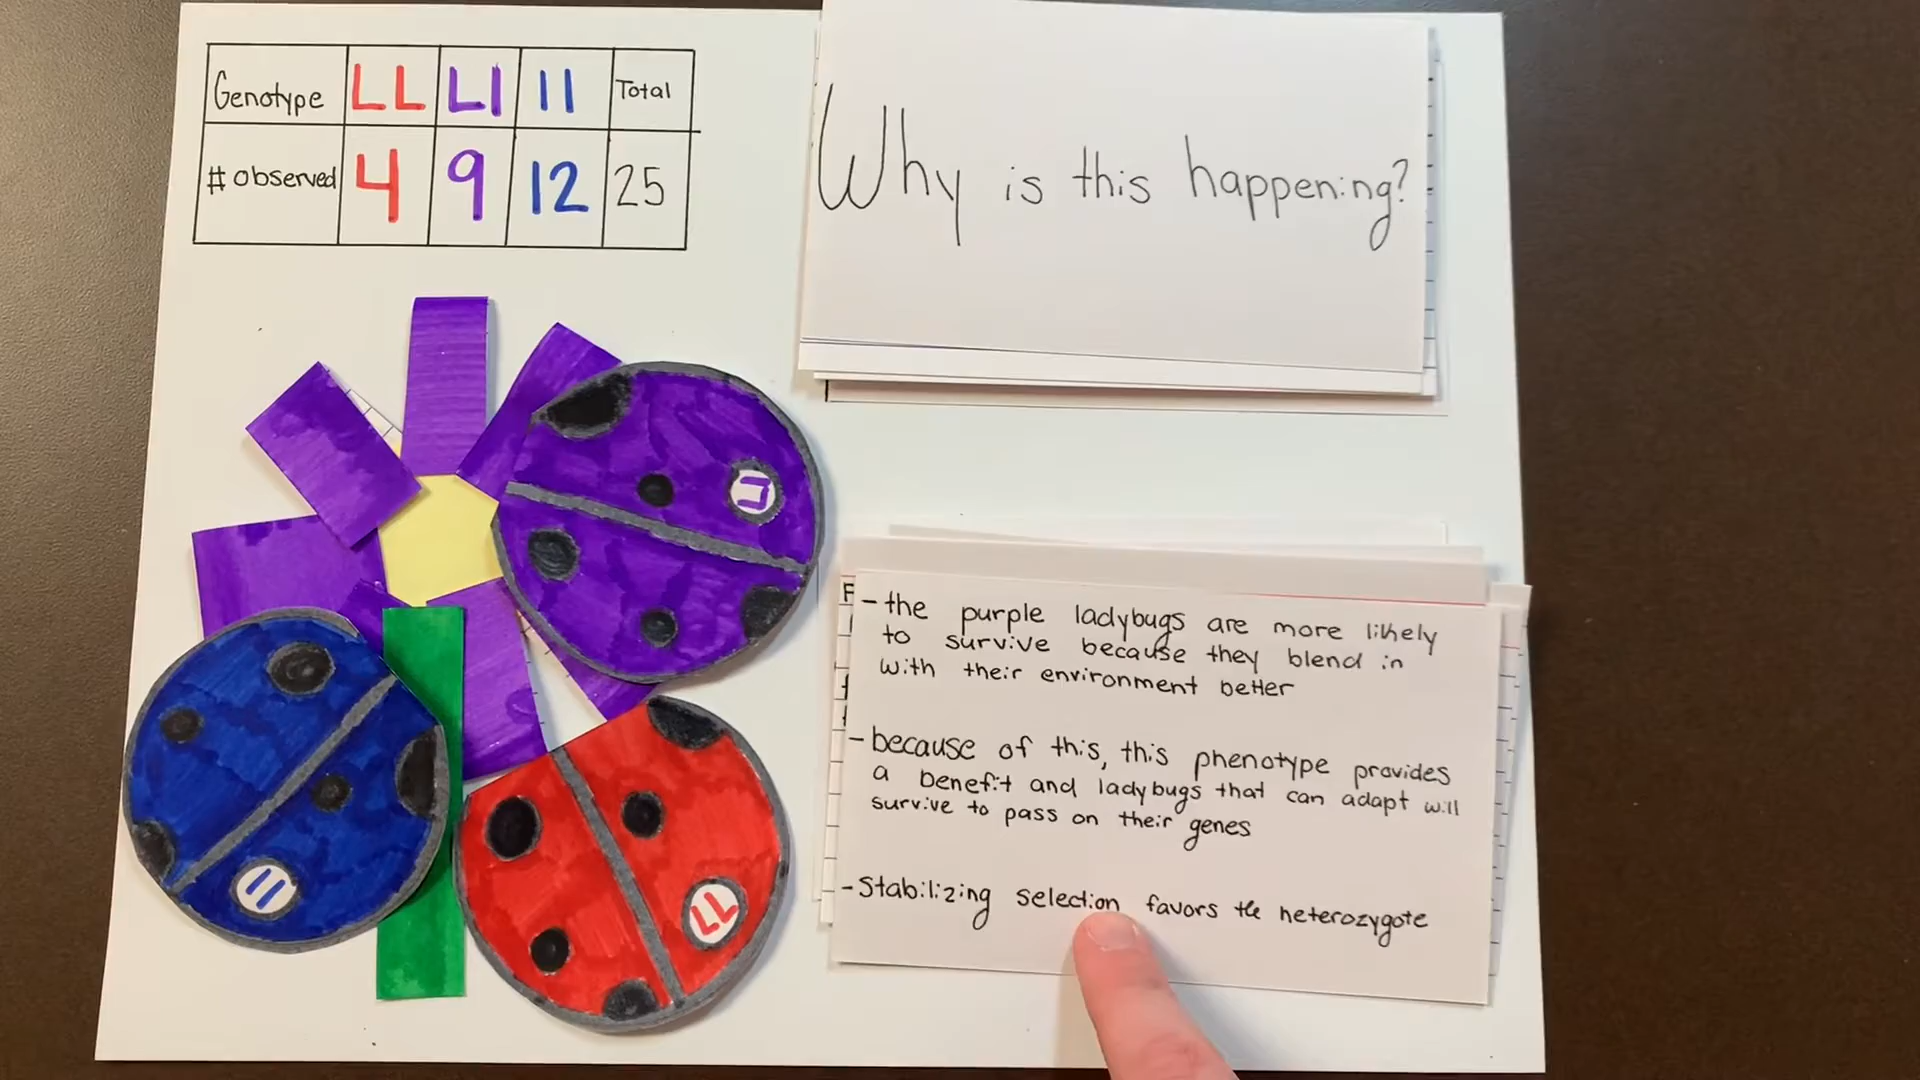 Genotype LL Ll ll Total
# observed 4 9 12 25
Why is this happening?
Ll
ll
LL
F
- the purple ladybugs are more likely
to survive because they blend in
with their environment better
- because of this, this phenotype provides
a benefit and ladybugs that can adapt will
survive to pass on their genes
- Stabilizing selection favors the heterozygote